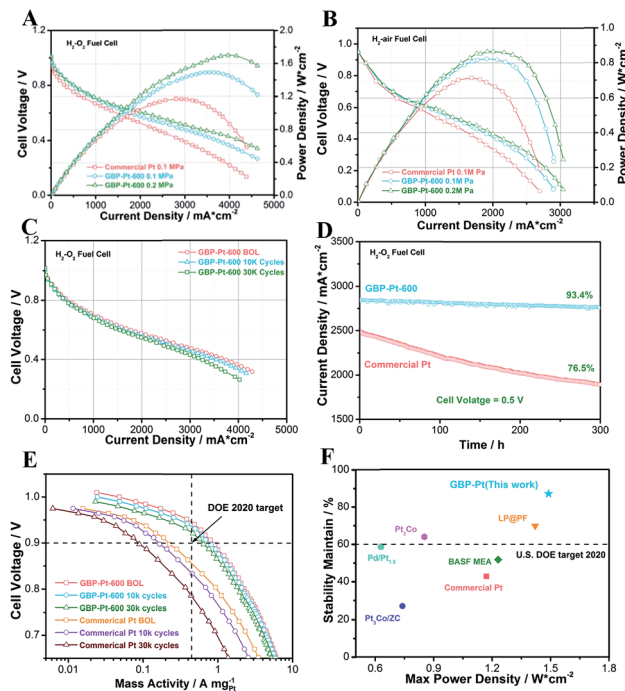 A
H₂-O₂ Fuel Cell
Cell Voltage / V
1.2
1.0
0.8
0.6
0.4
0.2
0.0
2.0
1.6
1.2
0.8
0.4
0.0
Power Density / W*cm⁻²
Commercial Pt 0.1 MPa
GBP-Pt-600 0.1 MPa
GBP-Pt-600 0.2 MPa
0 1000 2000 3000 4000 5000
Current Density / mA*cm⁻²
B
H₂-air Fuel Cell
Cell Voltage / V
1.0
0.8
0.6
0.4
0.2
0.0
1.0
0.8
0.6
0.4
0.2
0.0
Power Density / W*cm⁻²
Commercial Pt 0.1M Pa
GBP-Pt-600 0.1M Pa
GBP-Pt-600 0.2M Pa
0 1000 2000 3000
Current Density / mA*cm⁻²
C
H₂-O₂ Fuel Cell
GBP-Pt-600 BOL
GBP-Pt-600 10K Cycles
GBP-Pt-600 30K Cycles
Cell Voltage / V
1.2
0.8
0.4
0.0
0 1000 2000 3000 4000 5000
Current Density / mA*cm⁻²
D
H₂-O₂ Fuel Cell
Current Density / mA*cm⁻²
3250
3000
2750
2500
2250
2000
1750
1500
GBP-Pt-600
93.4%
Commercial Pt
76.5%
Cell Volatge = 0.5 V
0 100 200 300
Time / h
E
Cell Voltage / V
1.0
0.9
0.8
0.7
DOE 2020 target
GBP-Pt-600 BOL
GBP-Pt-600 10k cycles
GBP-Pt-600 30k cycles
Commerical Pt BOL
Commerical Pt 10k cycles
Commerical Pt 30k cycles
0.01 0.1 1 10
Mass Activity / A mg⁻¹Pt
F
Stability Maintain / %
100
80
60
40
20
0
GBP-Pt(This work)
LP@PF
Pt₃Co
U.S. DOE target 2020
BASF MEA
Commercial Pt
Pt₃Co/ZC
0.6 0.9 1.2 1.5 1.8
Max Power Density / W*cm⁻²